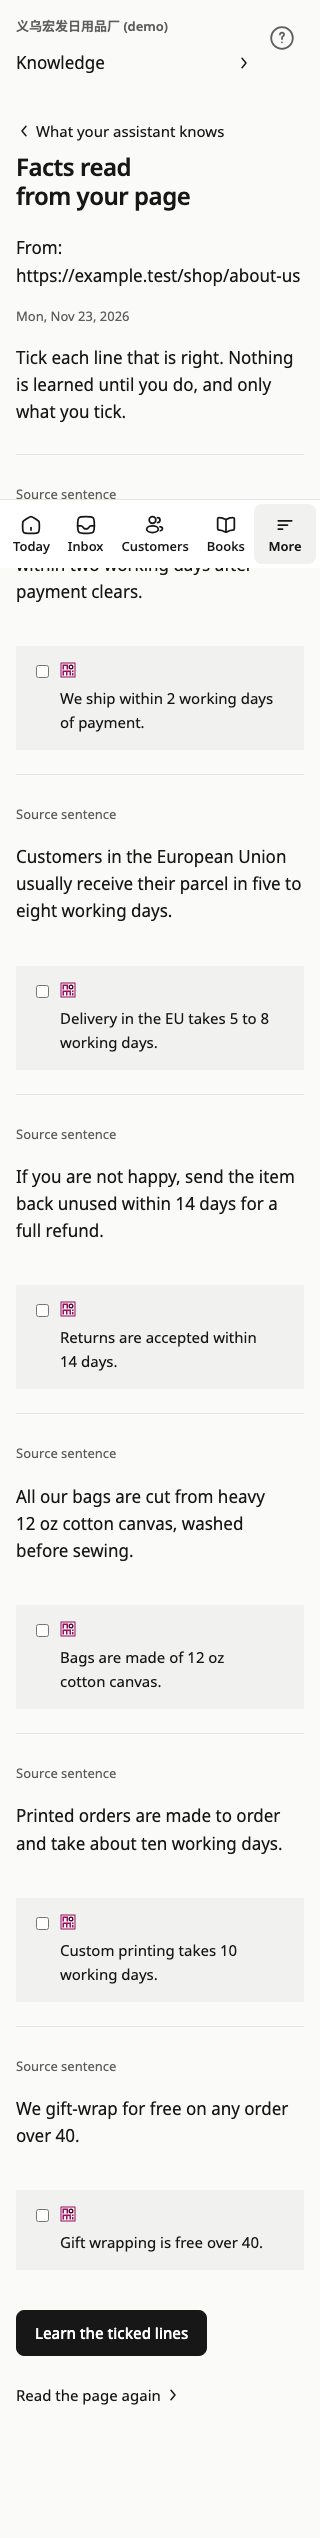 义乌宏发日用品厂 (demo)
Knowledge
What your assistant knows
Facts read
from your page
From:
https://example.test/shop/about-us
Mon, Nov 23, 2026
Tick each line that is right. Nothing
is learned until you do, and only
what you tick.
Source sentence
Today Inbox Customers Books More
within two working days after
payment clears.
We ship within 2 working days
of payment.
Source sentence
Customers in the European Union
usually receive their parcel in five to
eight working days.
Delivery in the EU takes 5 to 8
working days.
Source sentence
If you are not happy, send the item
back unused within 14 days for a
full refund.
Returns are accepted within
14 days.
Source sentence
All our bags are cut from heavy
12 oz cotton canvas, washed
before sewing.
Bags are made of 12 oz
cotton canvas.
Source sentence
Printed orders are made to order
and take about ten working days.
Custom printing takes 10
working days.
Source sentence
We gift-wrap for free on any order
over 40.
Gift wrapping is free over 40.
Learn the ticked lines
Read the page again